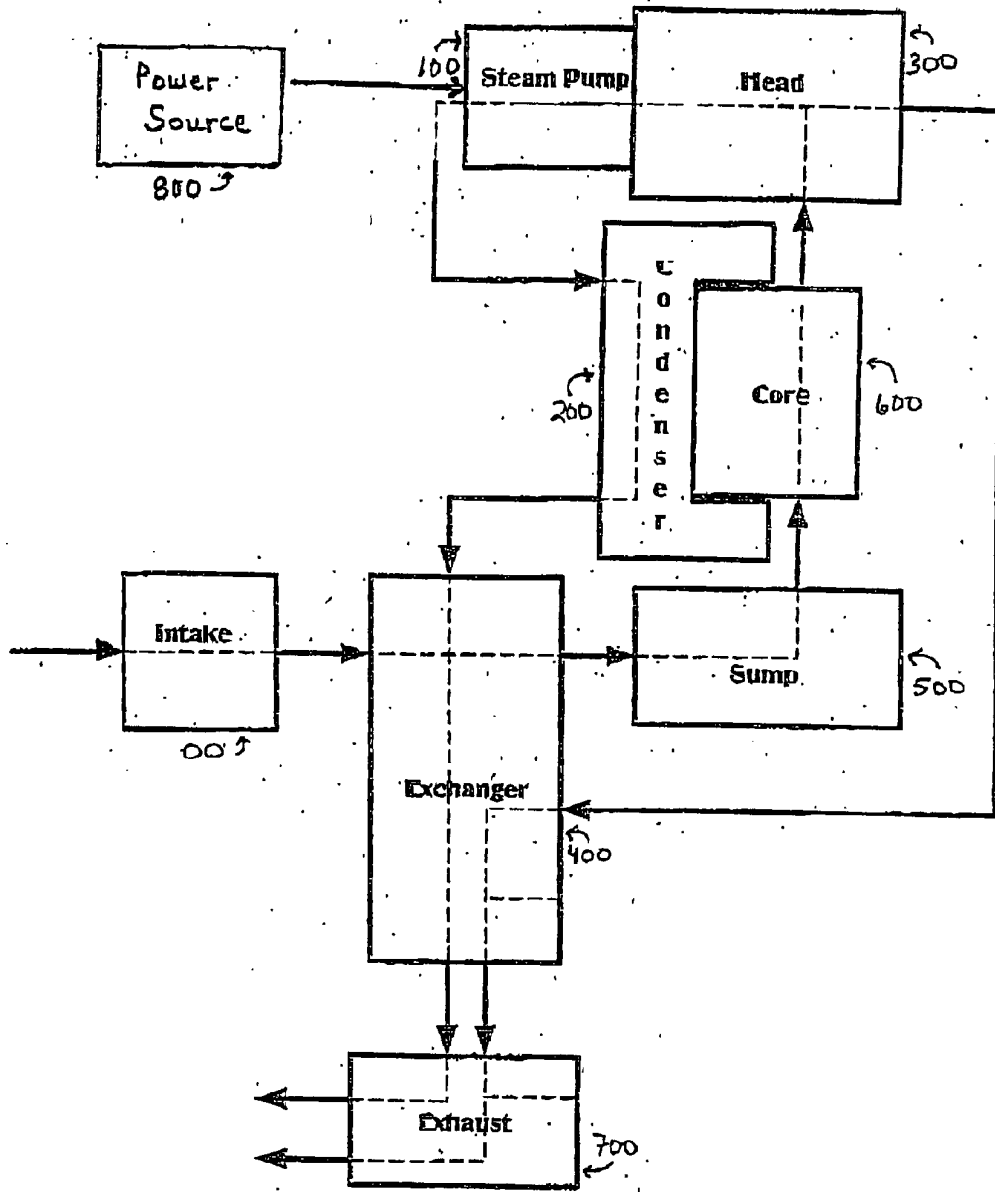 Power
Source
800
100
Steam Pump
Head
300
Condenser
200
Core
600
Intake
00
Sump
500
Exchanger
400
Exhaust
700